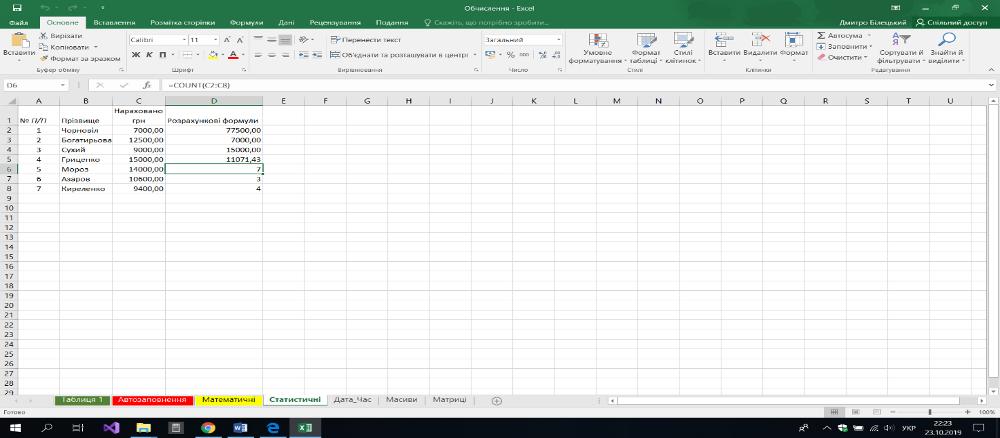 Обчислення - Excel
Файл Основне Вставлення Розмітка сторінки Формули Дані Рецензування Подання Скажіть, що потрібно зробити... Дмитро Білецький Спільний доступ
Вставити
Вирізати
Копіювати
Формат за зразком
Буфер обміну
Calibri 11
Ж К П
Шрифт
Перенести текст
Об'єднати та розташувати в центрі
Вирівнювання
Загальний
% 000
Число
Умовне форматування
Формат таблиці
Стилі клітинок
Стилі
Вставити Видалити Формат
Клітинки
Автосума
Заповнити
Очистити
Сортувати й фільтрувати
Знайти й виділити
Редагування
D6 fx =COUNT(C2:C8)
A B C D E F G H I J K L M N O P Q R S T U
1 № П/П Прізвище Нараховано грн Розрахункові формули
2 1 Чорновіл 7000,00 77500,00
3 2 Богатирьова 12500,00 7000,00
4 3 Сухий 9000,00 15000,00
5 4 Гриценко 15000,00 11071,43
6 5 Мороз 14000,00 7
7 6 Азаров 10600,00 3
8 7 Киреленко 9400,00 4
9
10
11
12
13
14
15
16
17
18
19
20
21
22
23
24
25
26
27
28
29
Таблиця 1 Автозаповнення Математичні Статистичні Дата_Час Масиви Матриці
Готово 100%
УКР 22:23
23.10.2019